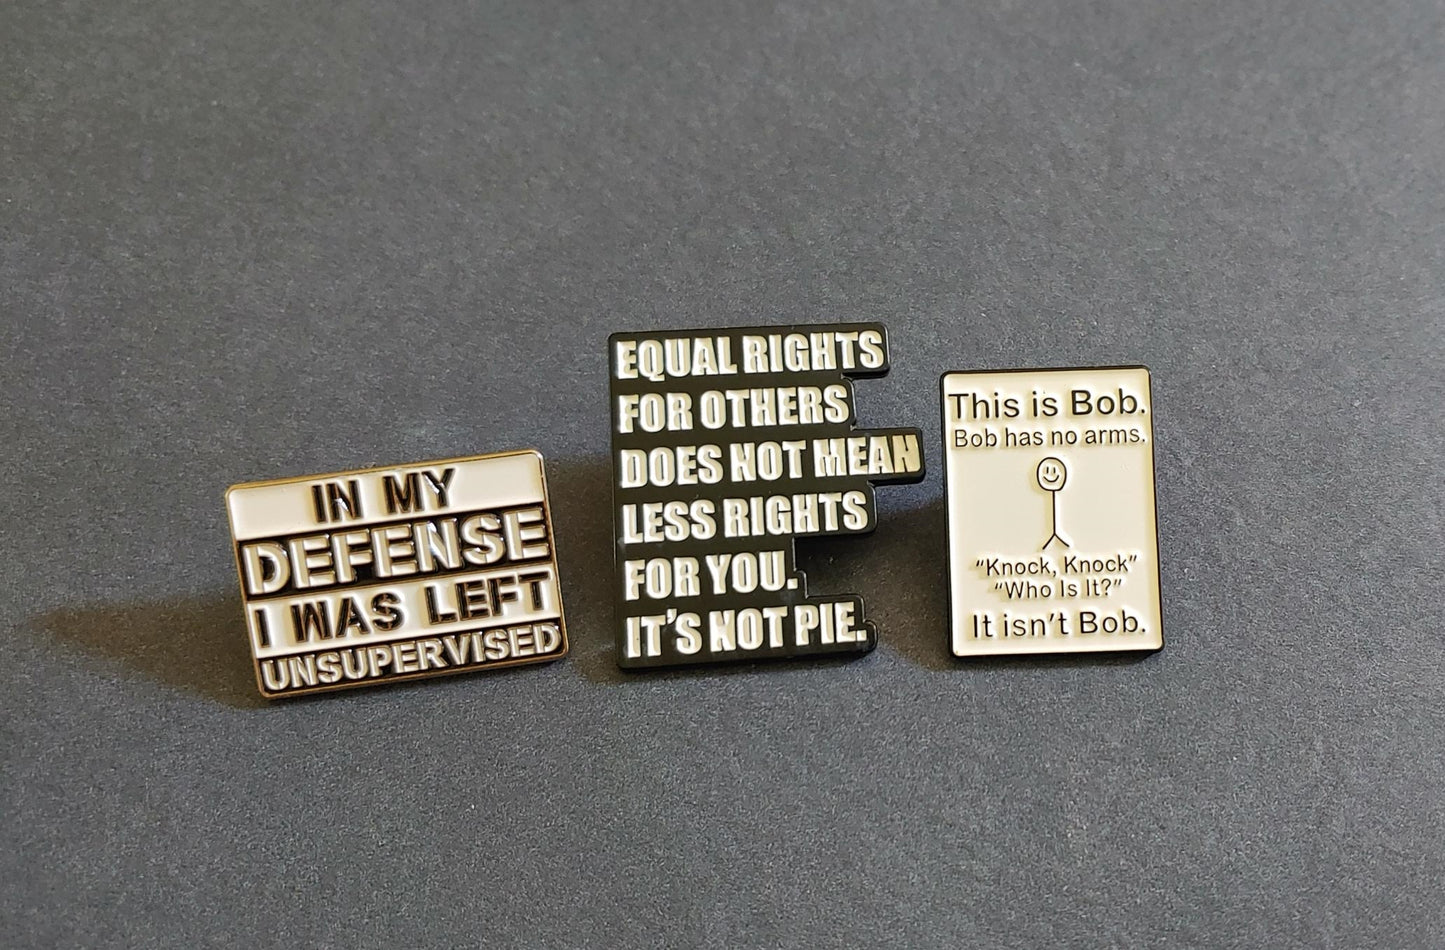 IN MY
DEFENSE
I WAS LEFT
UNSUPERVISED
EQUAL RIGHTS
FOR OTHERS
DOES NOT MEAN
LESS RIGHTS
FOR YOU.
IT'S NOT PIE.
This is Bob.
Bob has no arms.
“Knock, Knock”
“Who Is It?”
It isn't Bob.